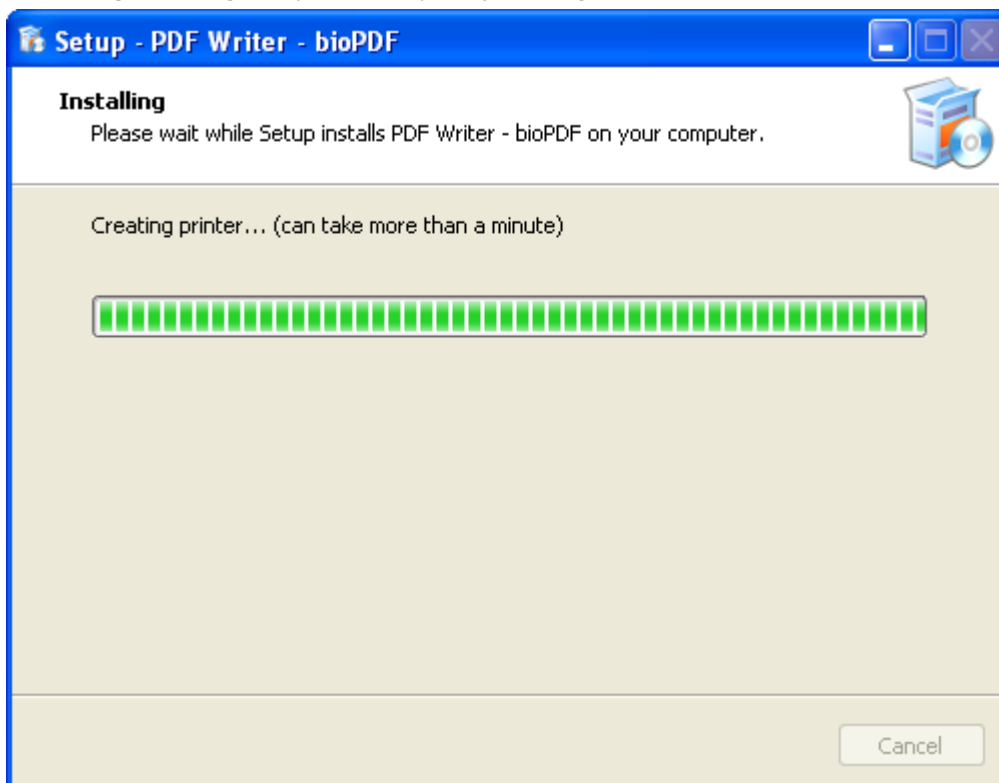 Setup - PDF Writer - bioPDF
Installing
Please wait while Setup installs PDF Writer - bioPDF on your computer.
Creating printer... (can take more than a minute)
Cancel